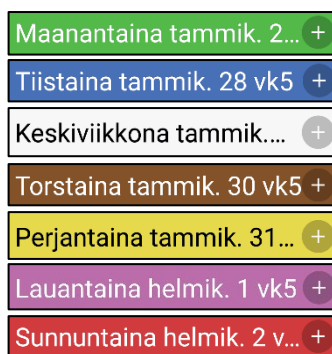 Maanantaina tammik. 2... +
Tiistaina tammik. 28 vk5 +
Keskiviikkona tammik.... +
Torstaina tammik. 30 vk5 +
Perjantaina tammik. 31... +
Lauantaina helmik. 1 vk5 +
Sunnuntaina helmik. 2 v... +